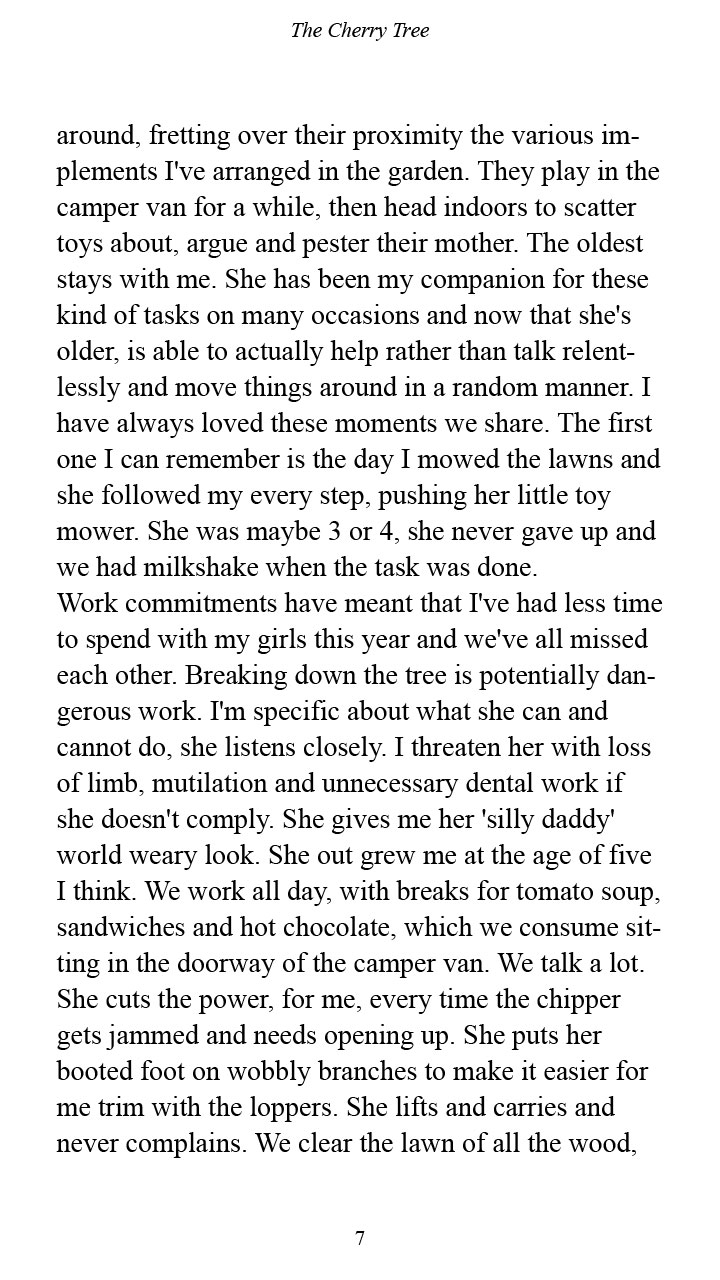 The Cherry Tree
around, fretting over their proximity the various im-
plements I've arranged in the garden. They play in the
camper van for a while, then head indoors to scatter
toys about, argue and pester their mother. The oldest
stays with me. She has been my companion for these
kind of tasks on many occasions and now that she's
older, is able to actually help rather than talk relent-
lessly and move things around in a random manner. I
have always loved these moments we share. The first
one I can remember is the day I mowed the lawns and
she followed my every step, pushing her little toy
mower. She was maybe 3 or 4, she never gave up and
we had milkshake when the task was done.
Work commitments have meant that I've had less time
to spend with my girls this year and we've all missed
each other. Breaking down the tree is potentially dan-
gerous work. I'm specific about what she can and
cannot do, she listens closely. I threaten her with loss
of limb, mutilation and unnecessary dental work if
she doesn't comply. She gives me her 'silly daddy'
world weary look. She out grew me at the age of five
I think. We work all day, with breaks for tomato soup,
sandwiches and hot chocolate, which we consume sit-
ting in the doorway of the camper van. We talk a lot.
She cuts the power, for me, every time the chipper
gets jammed and needs opening up. She puts her
booted foot on wobbly branches to make it easier for
me trim with the loppers. She lifts and carries and
never complains. We clear the lawn of all the wood,
7